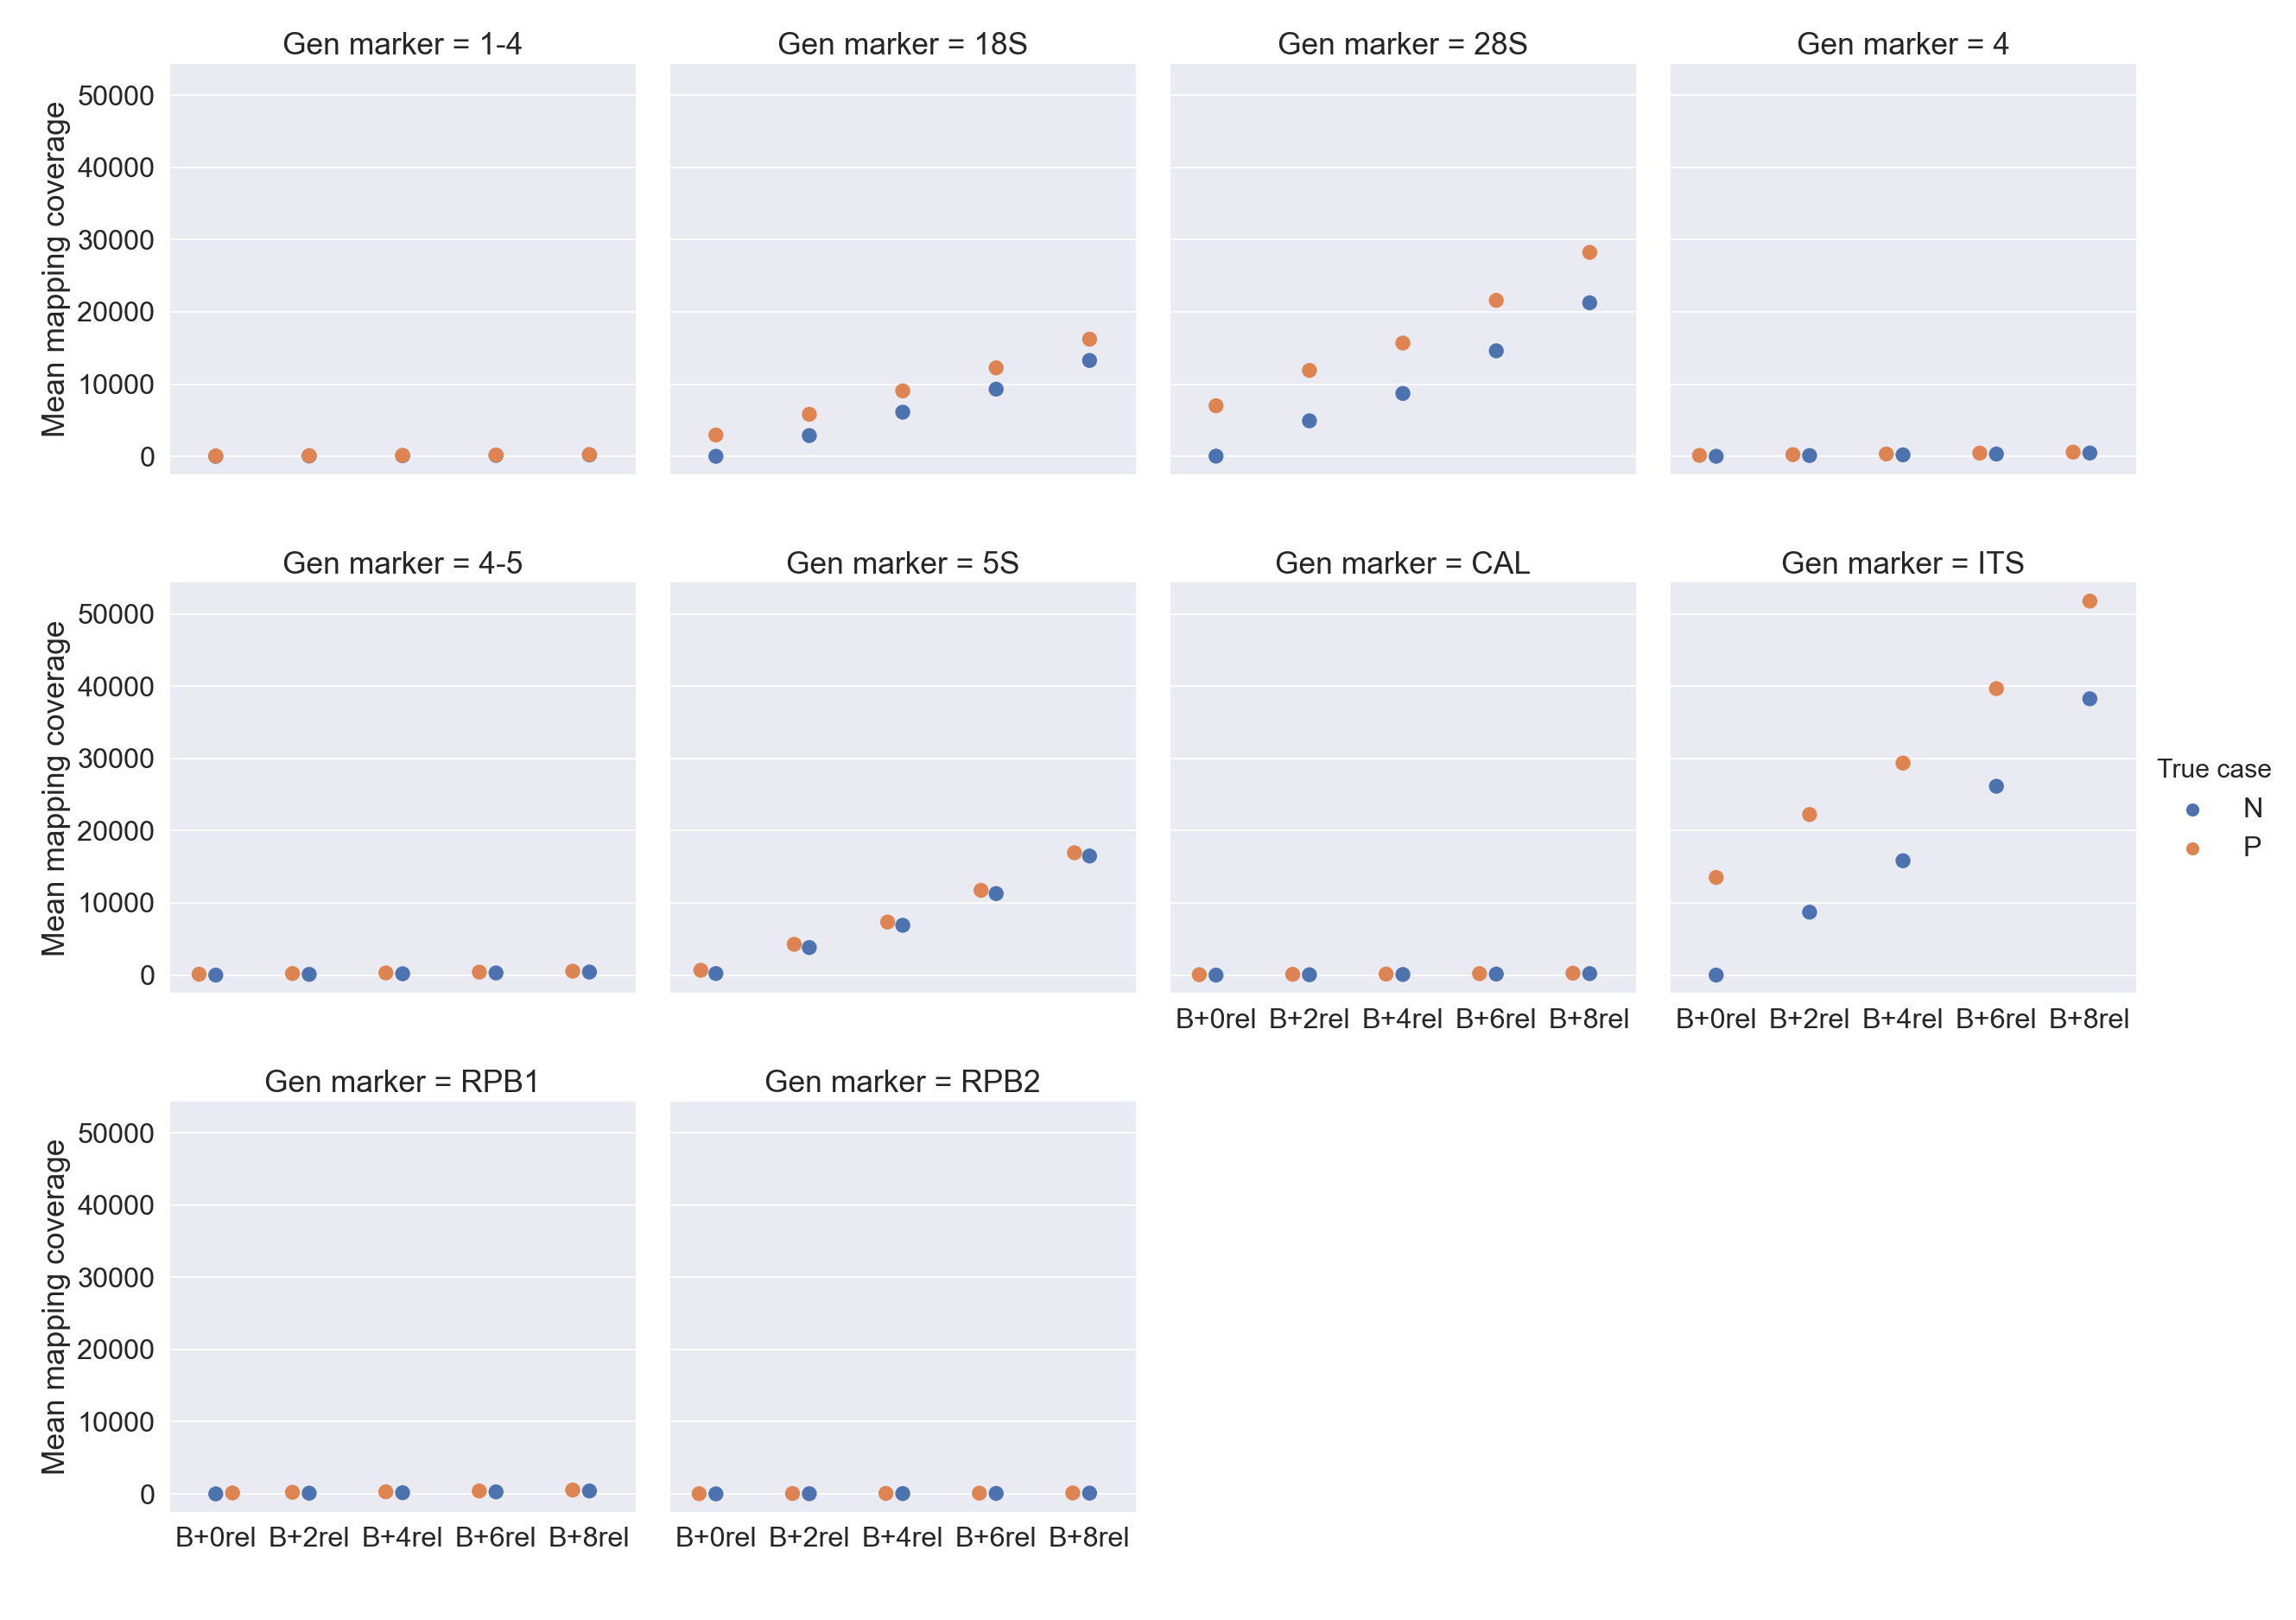 Gen marker = 1-4
Gen marker = 18S
Gen marker = 28S
Gen marker = 4
Mean mapping coverage
50000
40000
30000
20000
10000
0
Gen marker = 4-5
Gen marker = 5S
Gen marker = CAL
Gen marker = ITS
Mean mapping coverage
50000
40000
30000
20000
10000
0
B+0rel B+2rel B+4rel B+6rel B+8rel
B+0rel B+2rel B+4rel B+6rel B+8rel
True case
N
P
Gen marker = RPB1
Gen marker = RPB2
Mean mapping coverage
50000
40000
30000
20000
10000
0
B+0rel B+2rel B+4rel B+6rel B+8rel
B+0rel B+2rel B+4rel B+6rel B+8rel